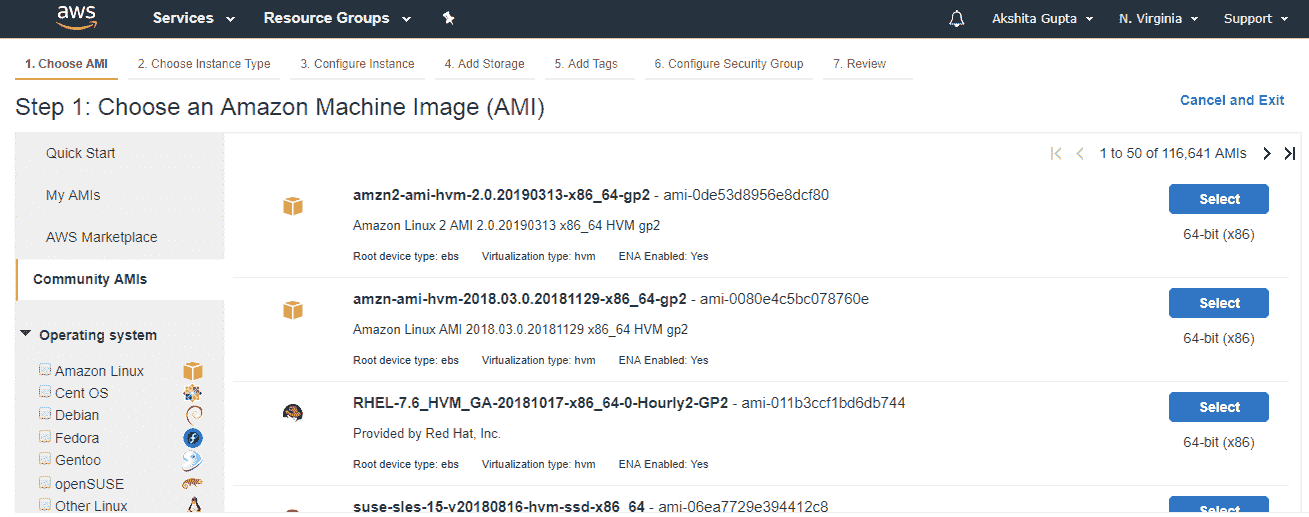 aws Services Resource Groups Akshita Gupta N. Virginia Support
1. Choose AMI 2. Choose Instance Type 3. Configure Instance 4. Add Storage 5. Add Tags 6. Configure Security Group 7. Review
Step 1: Choose an Amazon Machine Image (AMI) Cancel and Exit
Quick Start
My AMIs
AWS Marketplace
Community AMIs
Operating system
Amazon Linux
Cent OS
Debian
Fedora
Gentoo
openSUSE
Other Linux
1 to 50 of 116,641 AMIs
amzn2-ami-hvm-2.0.20190313-x86_64-gp2 - ami-0de53d8956e8dcf80
Amazon Linux 2 AMI 2.0.20190313 x86_64 HVM gp2
Root device type: ebs Virtualization type: hvm ENA Enabled: Yes
Select
64-bit (x86)
amzn-ami-hvm-2018.03.0.20181129-x86_64-gp2 - ami-0080e4c5bc078760e
Amazon Linux AMI 2018.03.0.20181129 x86_64 HVM gp2
Root device type: ebs Virtualization type: hvm ENA Enabled: Yes
Select
64-bit (x86)
RHEL-7.6_HVM_GA-20181017-x86_64-0-Hourly2-GP2 - ami-011b3ccf1bd6db744
Provided by Red Hat, Inc.
Root device type: ebs Virtualization type: hvm ENA Enabled: Yes
Select
64-bit (x86)
suse-sles-15-v20180816-hvm-ssd-x86_64 - ami-06ea7729e394412c8
Select